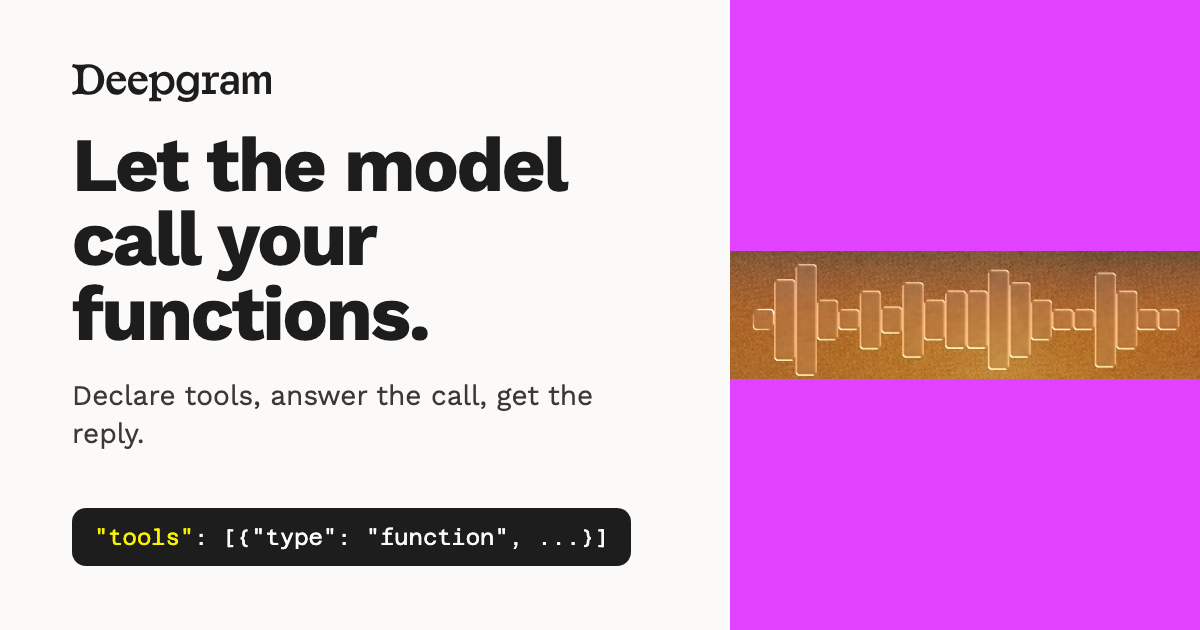 Deepgram
Let the model
call your
functions.
Declare tools, answer the call, get the
reply.
"tools": [{"type": "function", ...}]